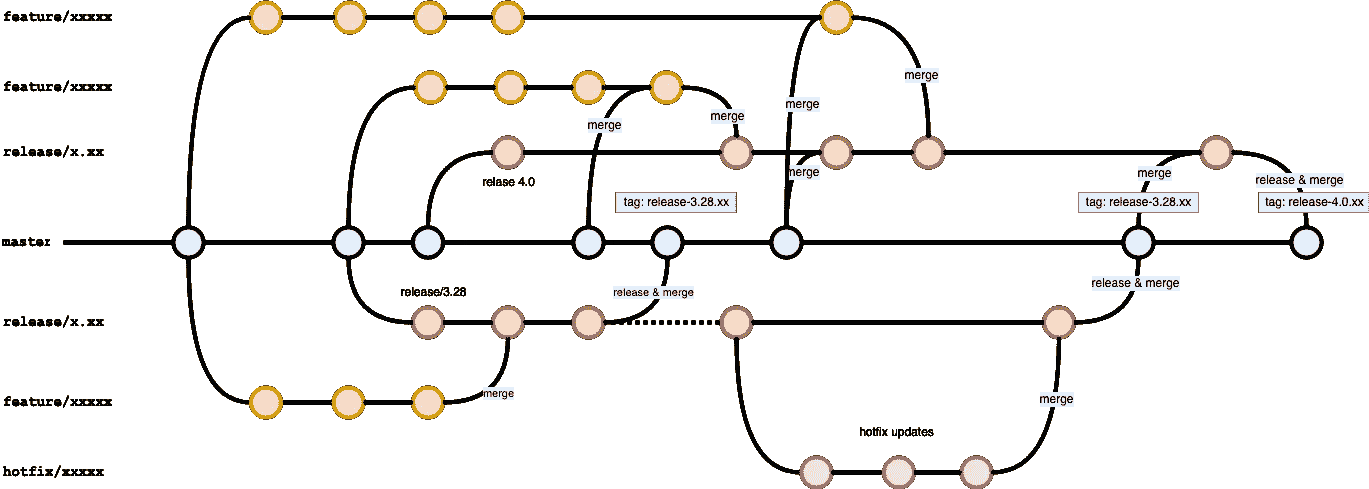 feature/xxxxx
merge
feature/xxxxx
merge
merge
merge
release/x.xx
merge
merge
relase 4.0
release & merge
tag: release-3.28.xx
tag: release-3.28.xx
tag: release-4.0.xx
master
release/3.28
release & merge
release & merge
release/x.xx
merge
feature/xxxxx
merge
hotfix updates
hotfix/xxxxx